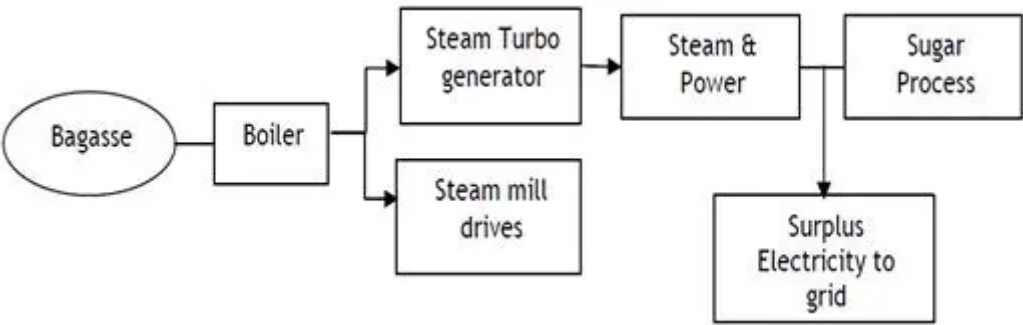 Bagasse
Boiler
Steam Turbo
generator
Steam mill
drives
Steam &
Power
Sugar
Process
Surplus
Electricity to
grid